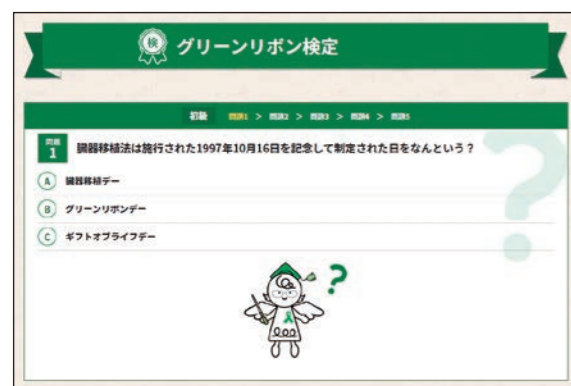 検 グリーンリボン検定
初級 問題1 > 問題2 > 問題3 > 問題4 > 問題5
問題
1 臓器移植法は施行された1997年10月16日を記念して制定された日をなんという？
A 臓器移植デー
B グリーンリボンデー
C ギフトオブライフデー
?
?